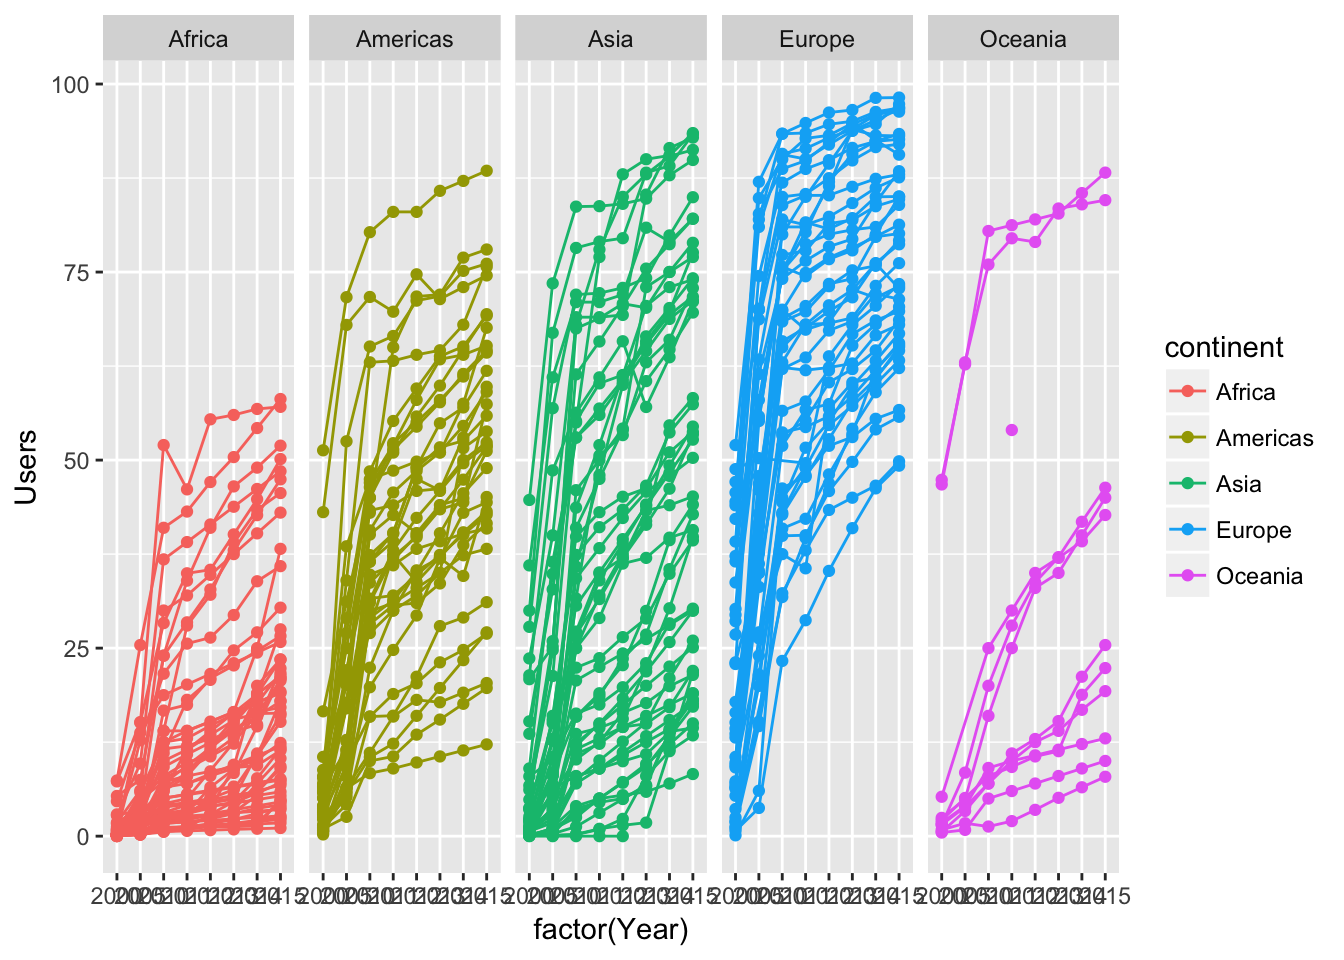 Africa
Americas
Asia
Europe
Oceania
100
75
50
25
0
Users
factor(Year)
continent
Africa
Americas
Asia
Europe
Oceania